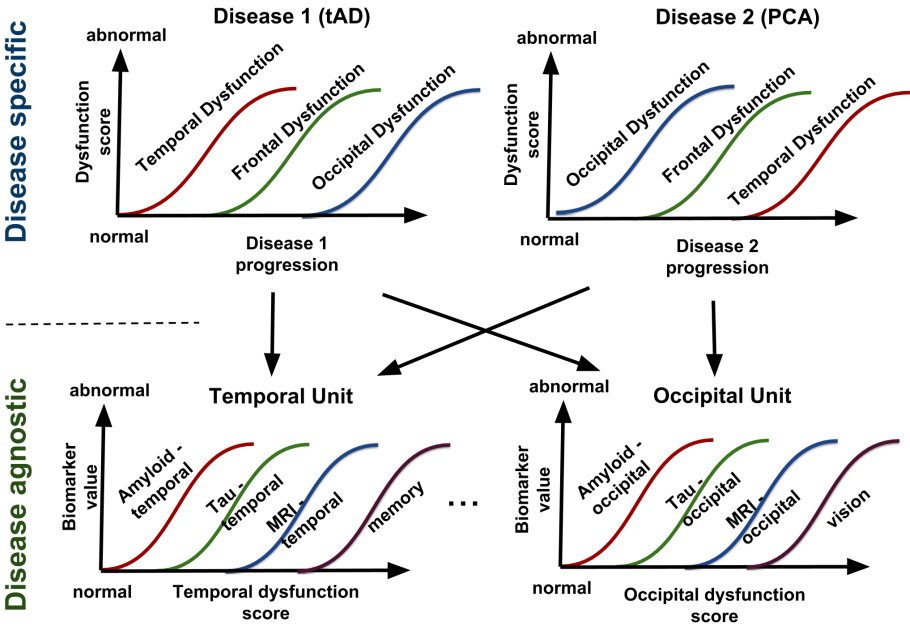 Disease specific
Disease 1 (tAD)
abnormal
Dysfunction
score
Temporal Dysfunction
Frontal Dysfunction
Occipital Dysfunction
normal
Disease 1
progression
Disease 2 (PCA)
abnormal
Dysfunction
score
Occipital Dysfunction
Frontal Dysfunction
Temporal Dysfunction
normal
Disease 2
progression
Disease agnostic
Temporal Unit
abnormal
Biomarker
value
Amyloid -
temporal
Tau -
temporal
MRI -
temporal
memory
normal
Temporal dysfunction
score
...
Occipital Unit
abnormal
Biomarker
value
Amyloid -
occipital
Tau -
occipital
MRI -
occipital
vision
normal
Occipital dysfunction
score